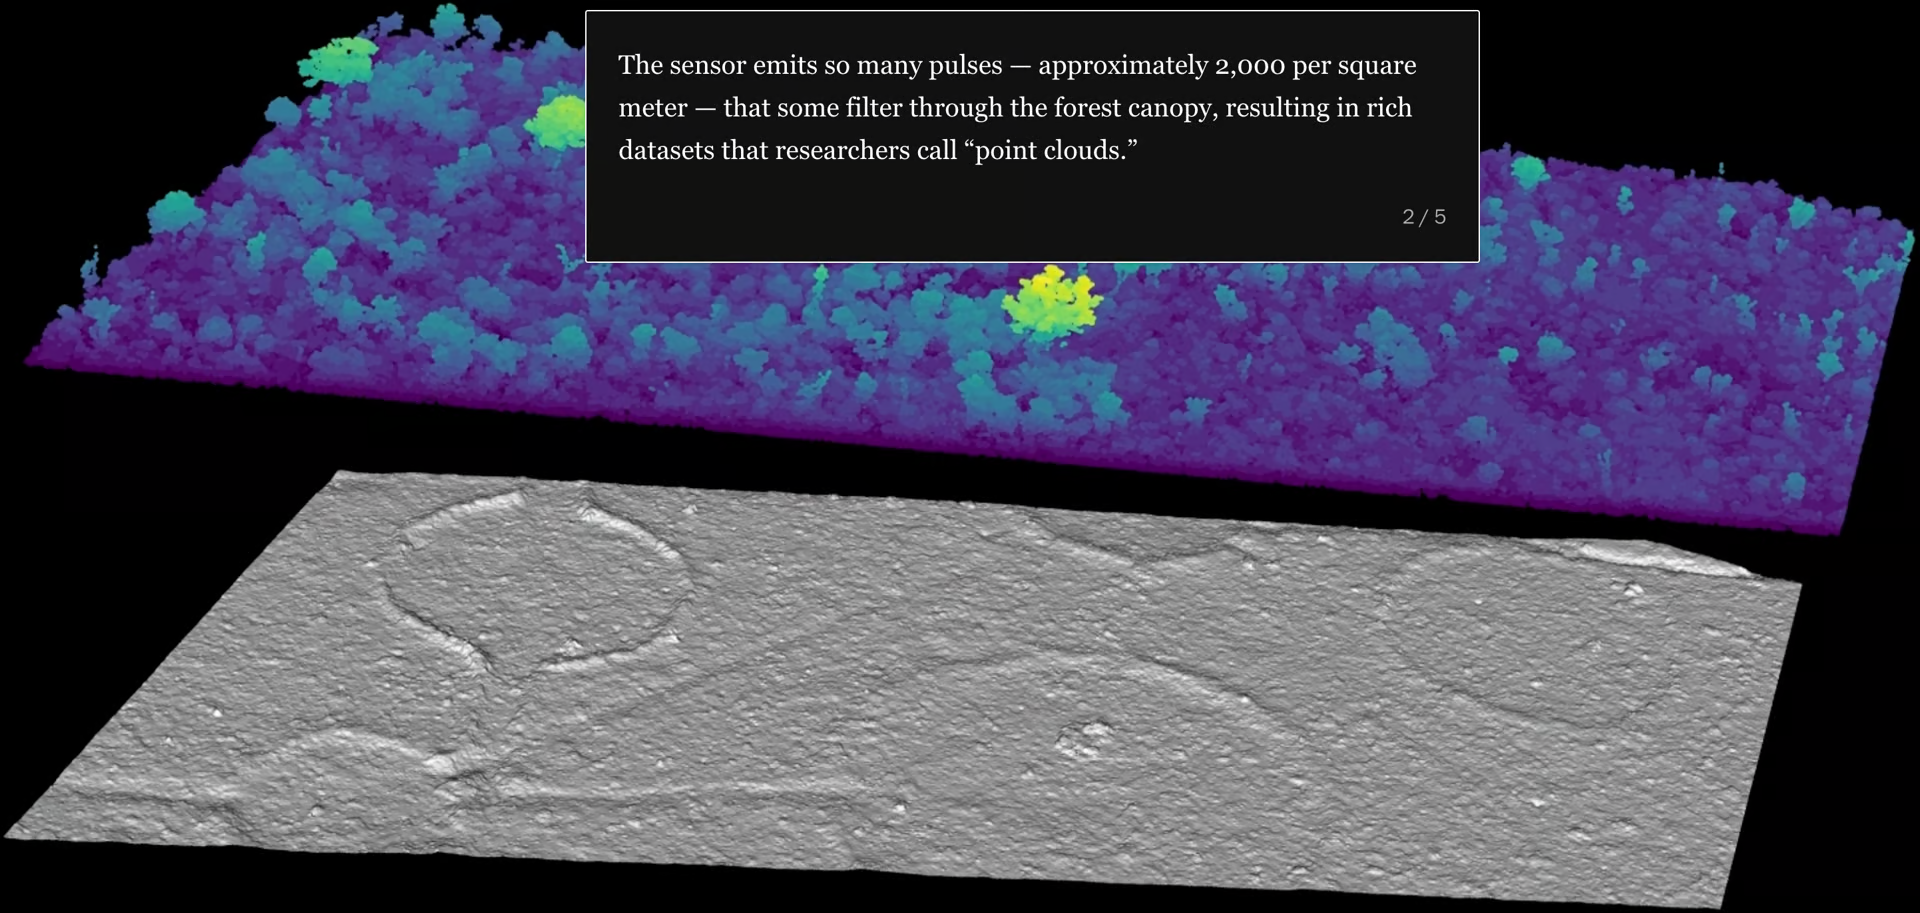 The sensor emits so many pulses — approximately 2,000 per square
meter — that some filter through the forest canopy, resulting in rich
datasets that researchers call “point clouds.”
2 / 5